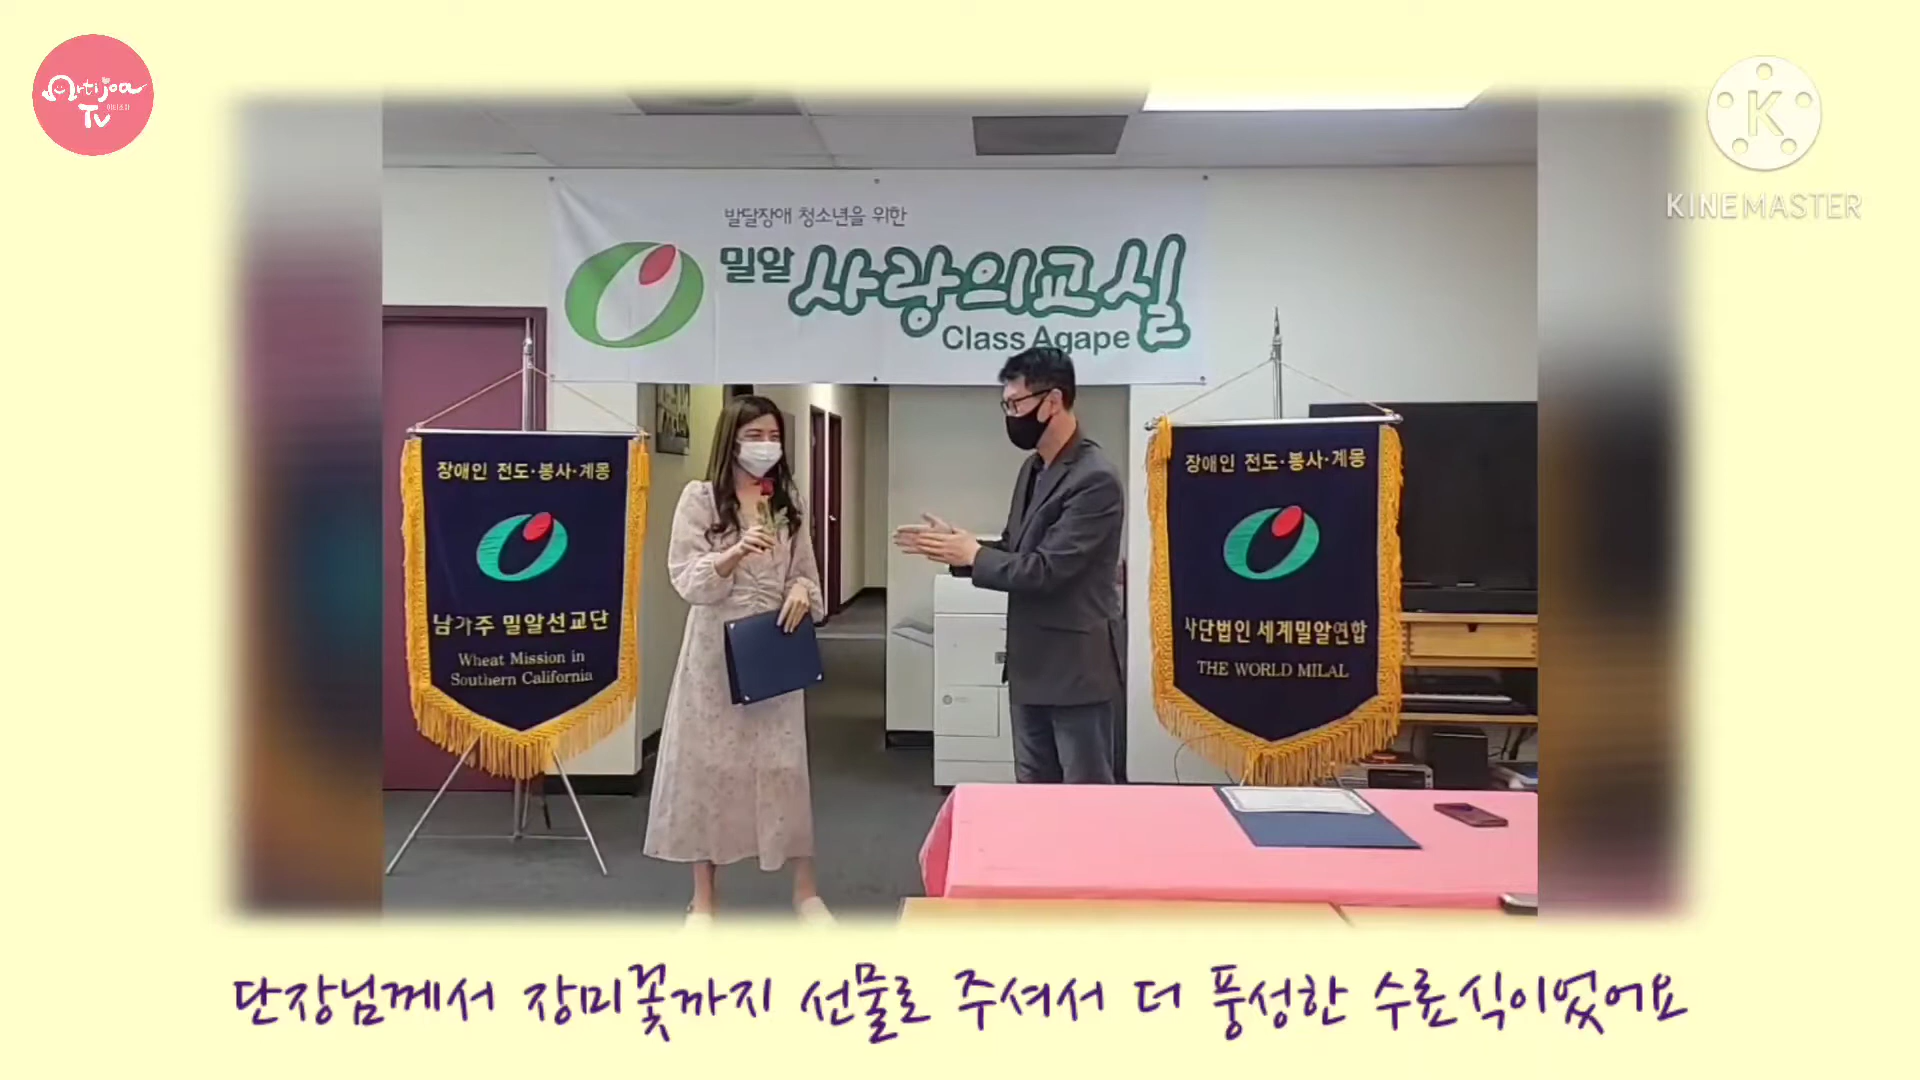 Artijoa
TV
KINEMASTER
발달장애 청소년을 위한
밀알 사랑의교실
Class Agape
장애인 전도·봉사·계몽
남가주 밀알선교단
Wheat Mission in
Southern California
장애인 전도·봉사·계몽
사단법인 세계밀알연합
THE WORLD MILAL
단장님께서 장미꽃까지 선물로 주셔서 더 풍성한 수료식이었어요